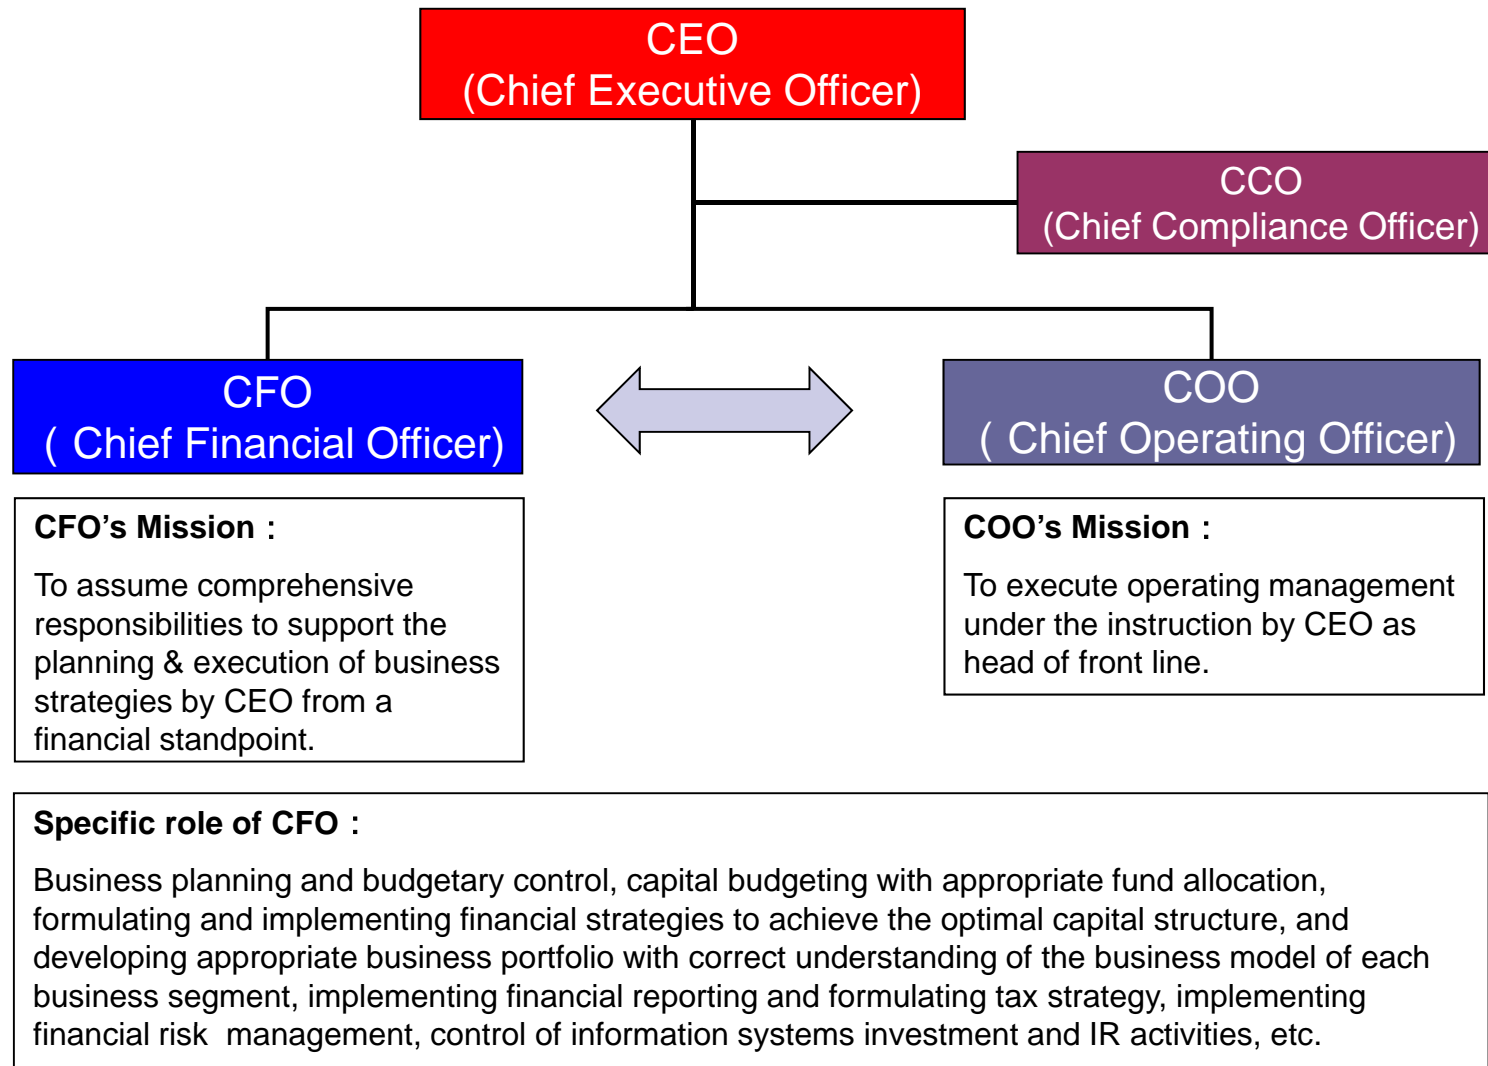 CEO
(Chief Executive Officer)
CCO
(Chief Compliance Officer)
CFO
( Chief Financial Officer)
COO
( Chief Operating Officer)
CFO’s Mission：
To assume comprehensive
responsibilities to support the
planning & execution of business
strategies by CEO from a
financial standpoint.
COO’s Mission：
To execute operating management
under the instruction by CEO as
head of front line.
Specific role of CFO：
Business planning and budgetary control, capital budgeting with appropriate fund allocation,
formulating and implementing financial strategies to achieve the optimal capital structure, and
developing appropriate business portfolio with correct understanding of the business model of each
business segment, implementing financial reporting and formulating tax strategy, implementing
financial risk  management, control of information systems investment and IR activities, etc.